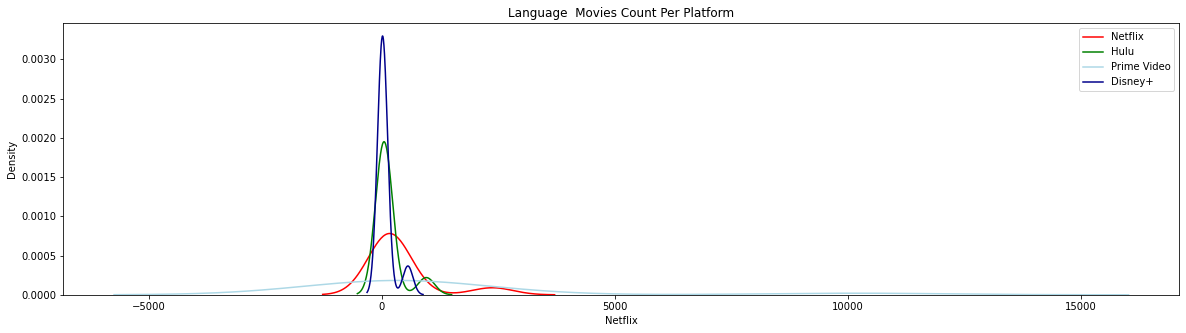 Language  Movies Count Per Platform
Netflix
Hulu
Prime Video
Disney+
Density
0.0030
0.0025
0.0020
0.0015
0.0010
0.0005
0.0000
−5000
0
5000
10000
15000
Netflix